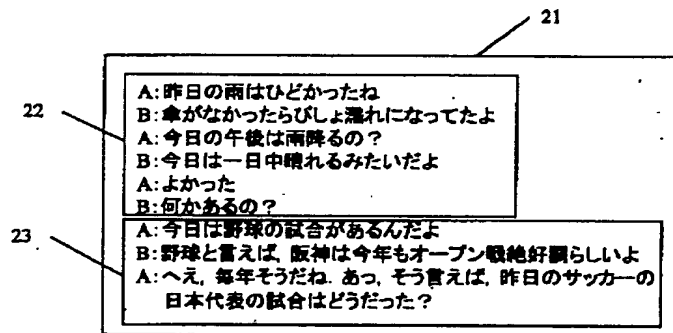 21
22
A:昨日の雨はひどかったね
B:傘がなかったらびしょ濡れになってたよ
A:今日の午後は雨降るの?
B:今日は一日中晴れるみたいだよ
A:よかった
B:何かあるの?
23
A:今日は野球の試合があるんだよ
B:野球と言えば, 阪神は今年もオープン戦絶好調らしいよ
A:へえ, 毎年そうだね. あっ, そう言えば, 昨日のサッカーの
日本代表の試合はどうだった?